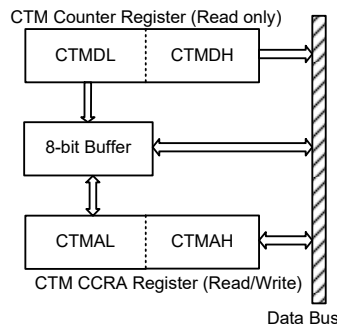 CTM Counter Register (Read only)
CTMDL CTMDH
8-bit Buffer
CTMAL CTMAH
CTM CCRA Register (Read/Write)
Data Bus